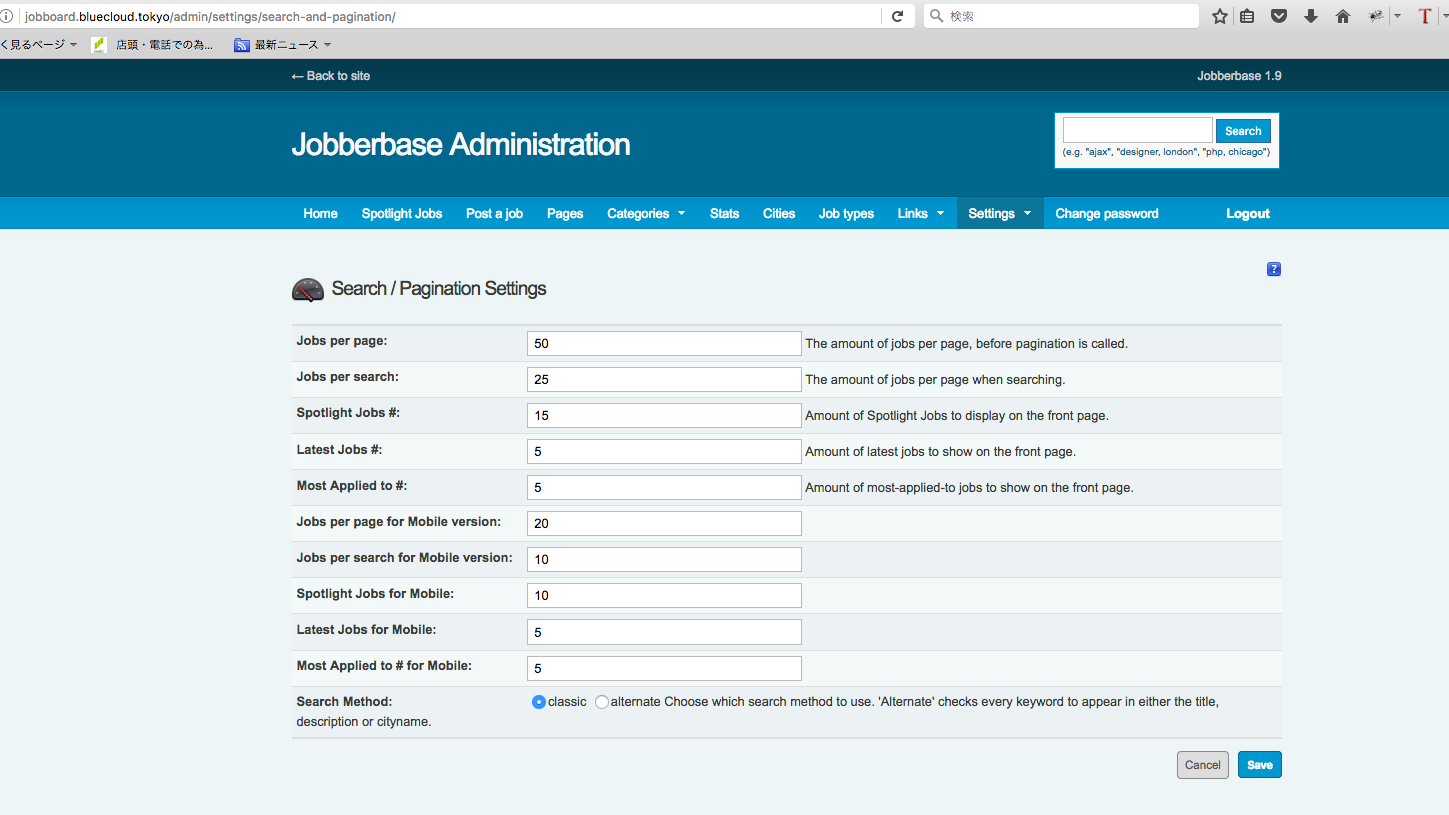 jobboard.bluecloud.tokyo/admin/settings/search-and-pagination/
検索
く見るページ 店頭・電話での為... 最新ニュース
← Back to site Jobberbase 1.9
Jobberbase Administration
Search
(e.g. "ajax", "designer, london", "php, chicago")
Home Spotlight Jobs Post a job Pages Categories Stats Cities Job types Links Settings Change password Logout
?
Search / Pagination Settings
Jobs per page: 50 The amount of jobs per page, before pagination is called.
Jobs per search: 25 The amount of jobs per page when searching.
Spotlight Jobs #: 15 Amount of Spotlight Jobs to display on the front page.
Latest Jobs #: 5 Amount of latest jobs to show on the front page.
Most Applied to #: 5 Amount of most-applied-to jobs to show on the front page.
Jobs per page for Mobile version: 20
Jobs per search for Mobile version: 10
Spotlight Jobs for Mobile: 10
Latest Jobs for Mobile: 5
Most Applied to # for Mobile: 5
Search Method: classic alternate Choose which search method to use. 'Alternate' checks every keyword to appear in either the title,
description or cityname.
Cancel Save